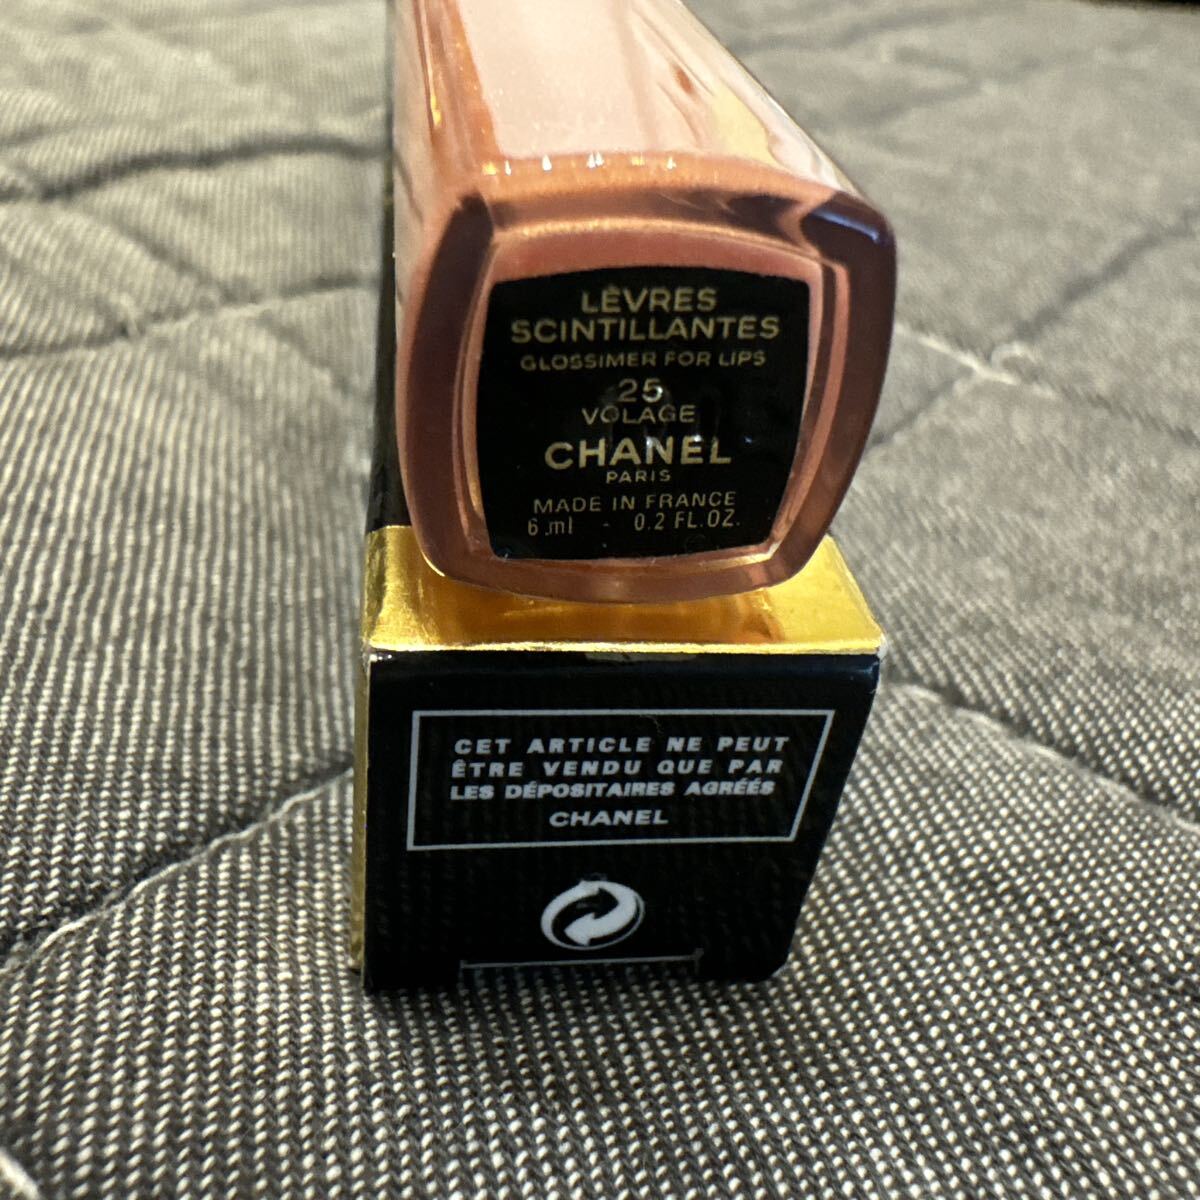 LÈVRES
SCINTILLANTES
GLOSSIMER FOR LIPS
25
VOLAGE
CHANEL
PARIS
MADE IN FRANCE
6 ml - 0.2 FL.OZ.
CET ARTICLE NE PEUT
ÊTRE VENDU QUE PAR
LES DÉPOSITAIRES AGRÉÉS
CHANEL